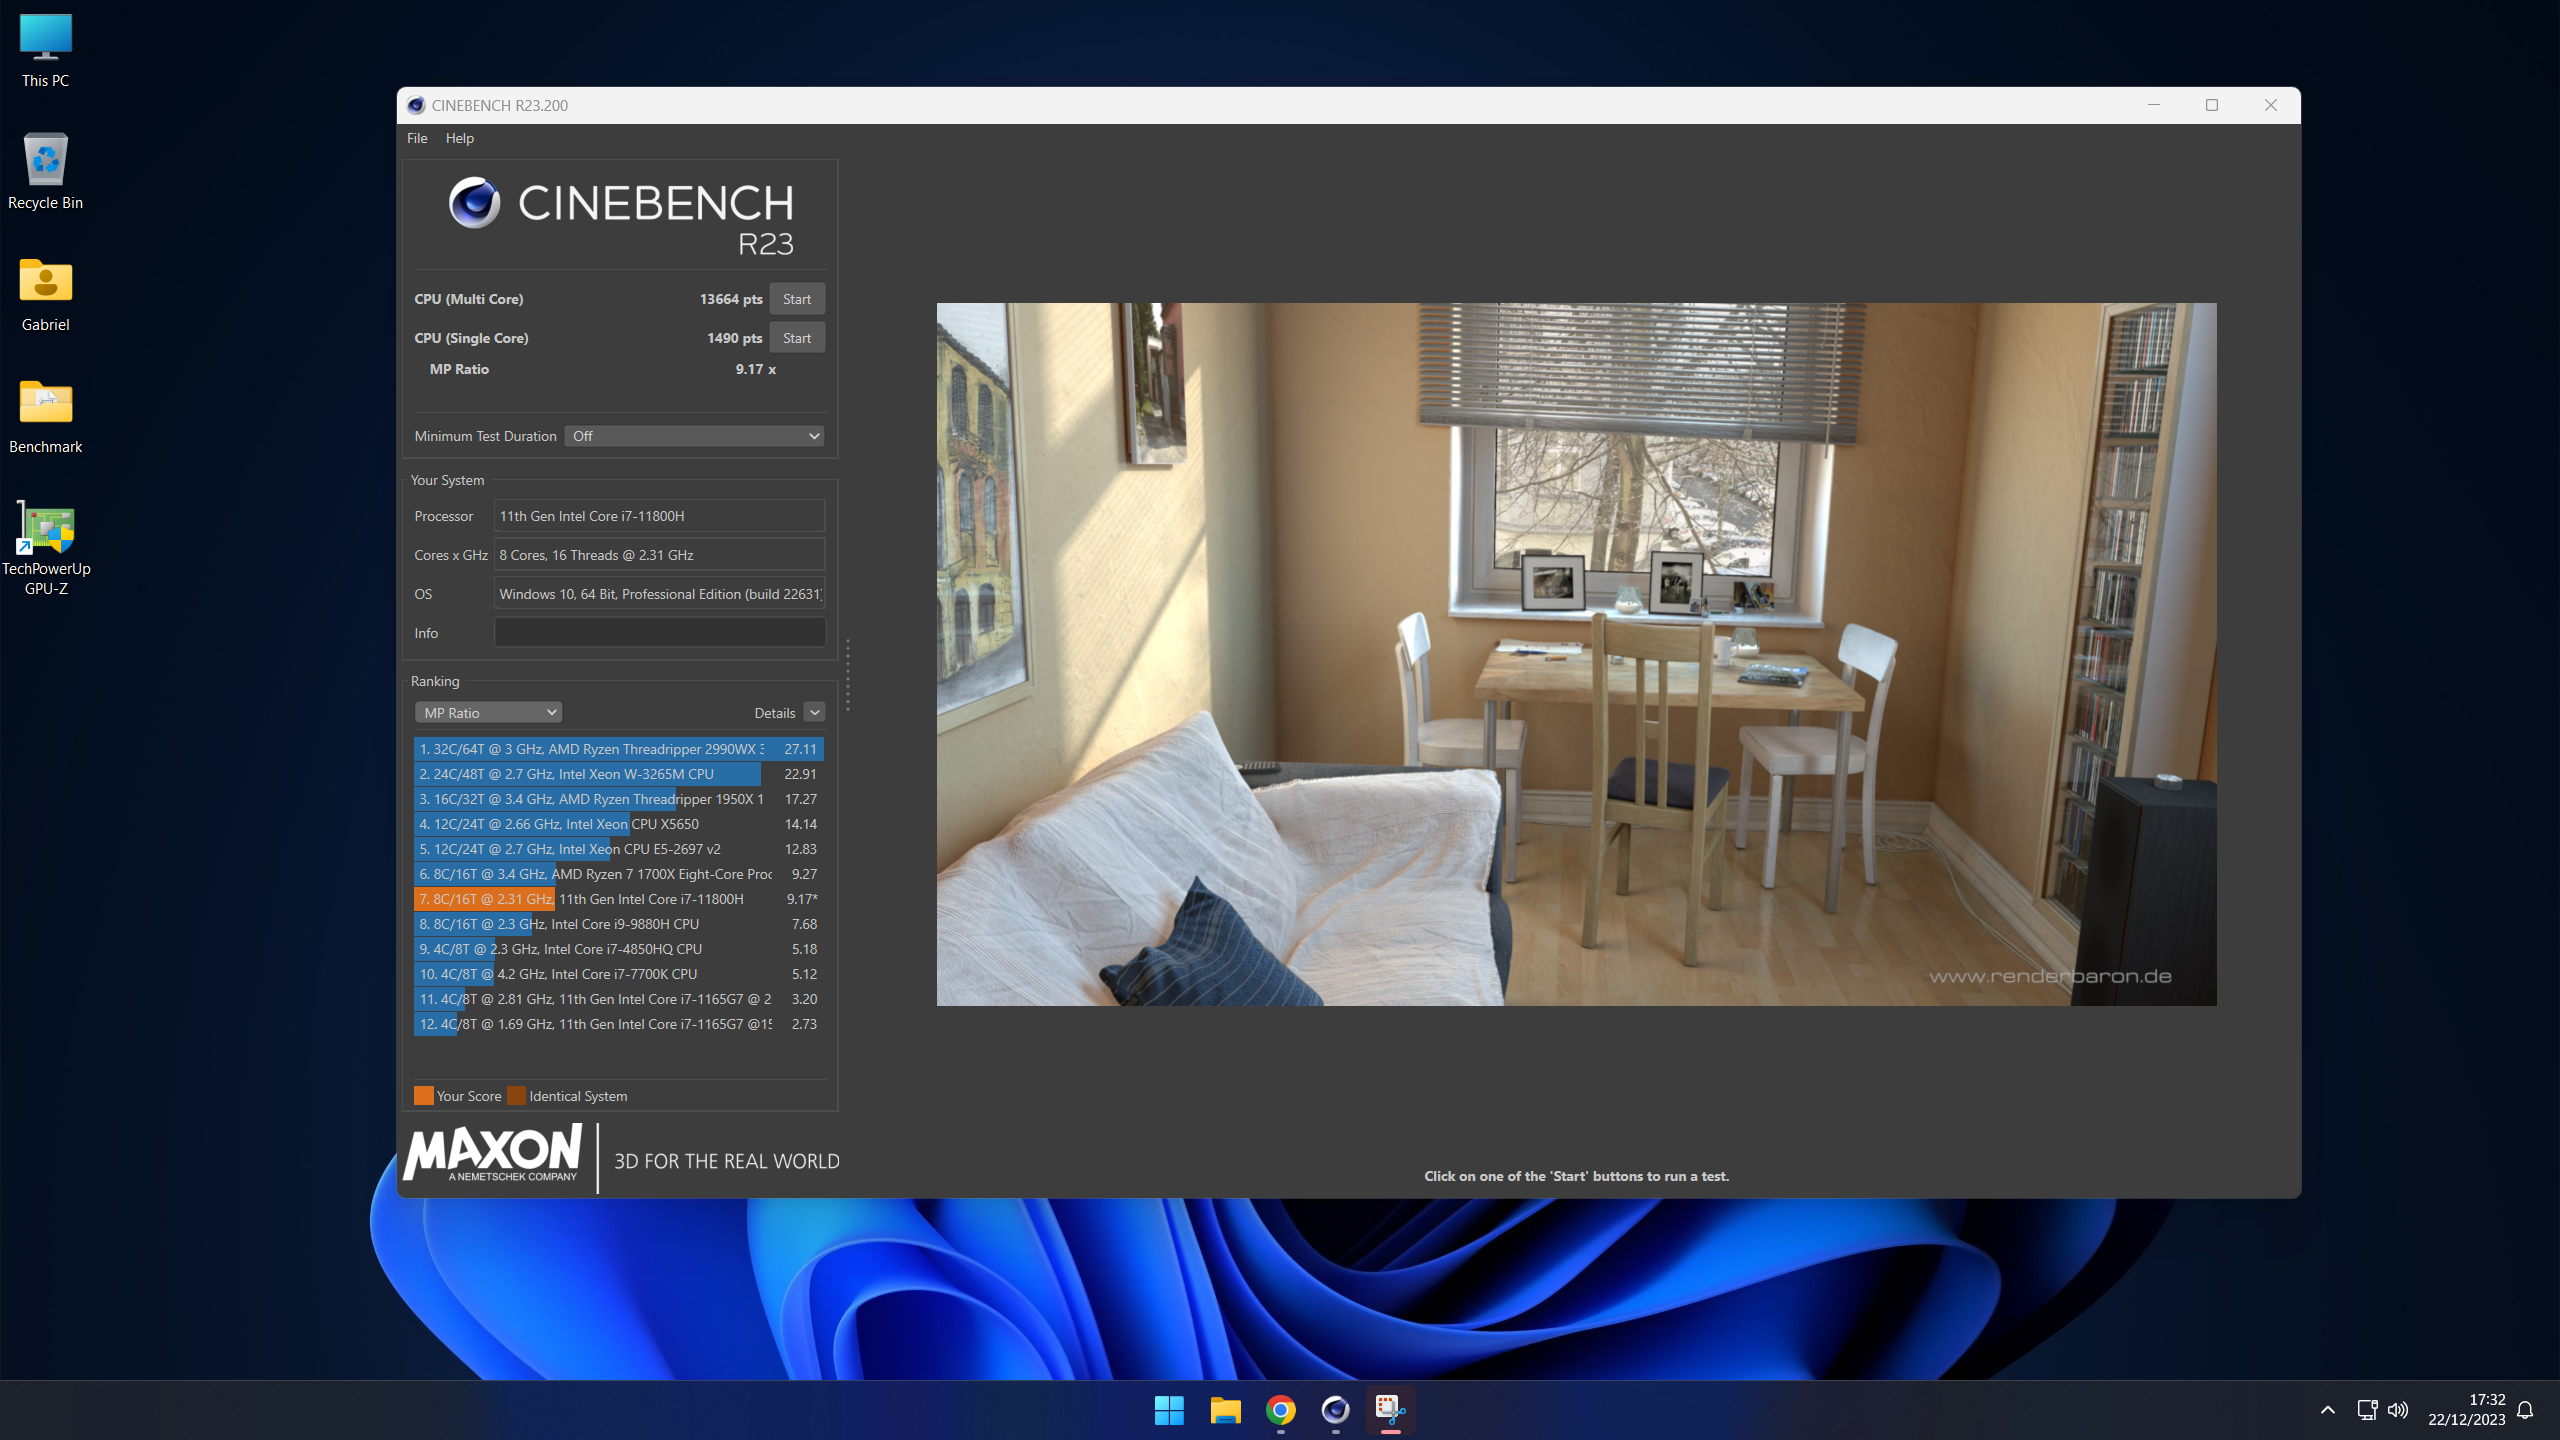 This PC
Recycle Bin
Gabriel
Benchmark
TechPowerUp
GPU-Z
CINEBENCH R23.200
File Help
CINEBENCH
R23
CPU (Multi Core) 13664 pts Start
CPU (Single Core) 1490 pts Start
MP Ratio 9.17 x
Minimum Test Duration Off
Your System
Processor 11th Gen Intel Core i7-11800H
Cores x GHz 8 Cores, 16 Threads @ 2.31 GHz
OS Windows 10, 64 Bit, Professional Edition (build 22631)
Info
Ranking
MP Ratio Details
1. 32C/64T @ 3 GHz, AMD Ryzen Threadripper 2990WX 3 27.11
2. 24C/48T @ 2.7 GHz, Intel Xeon W-3265M CPU 22.91
3. 16C/32T @ 3.4 GHz, AMD Ryzen Threadripper 1950X 1 17.27
4. 12C/24T @ 2.66 GHz, Intel Xeon CPU X5650 14.14
5. 12C/24T @ 2.7 GHz, Intel Xeon CPU E5-2697 v2 12.83
6. 8C/16T @ 3.4 GHz, AMD Ryzen 7 1700X Eight-Core Proc 9.27
7. 8C/16T @ 2.31 GHz, 11th Gen Intel Core i7-11800H 9.17*
8. 8C/16T @ 2.3 GHz, Intel Core i9-9880H CPU 7.68
9. 4C/8T @ 2.3 GHz, Intel Core i7-4850HQ CPU 5.18
10. 4C/8T @ 4.2 GHz, Intel Core i7-7700K CPU 5.12
11. 4C/8T @ 2.81 GHz, 11th Gen Intel Core i7-1165G7 @ 2 3.20
12. 4C/8T @ 1.69 GHz, 11th Gen Intel Core i7-1165G7 @15 2.73
Your Score Identical System
MAXON
A NEMETSCHEK COMPANY
3D FOR THE REAL WORLD
www.renderbaron.de
Click on one of the 'Start' buttons to run a test.
17:32
22/12/2023